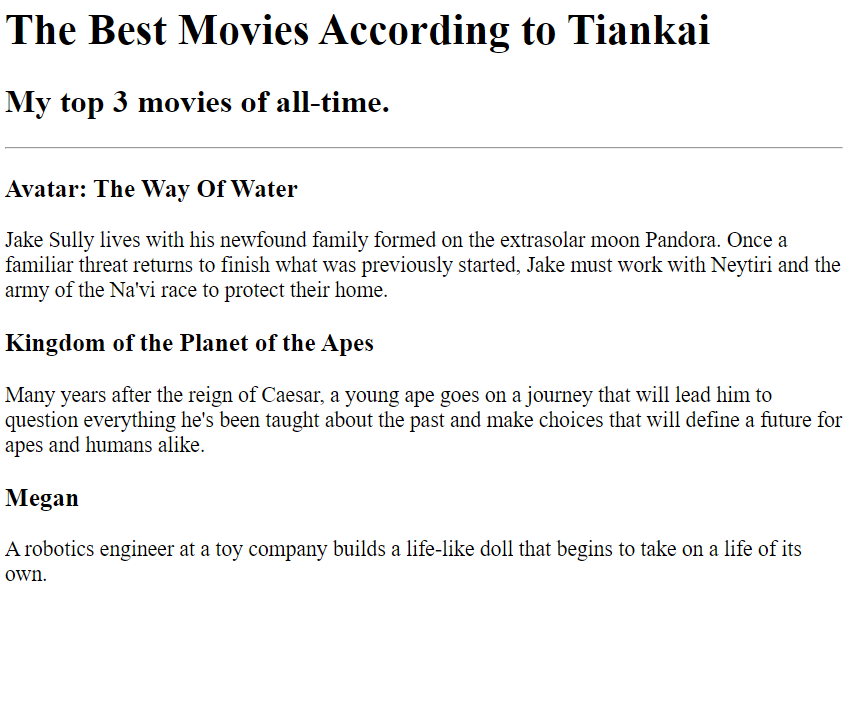 The Best Movies According to Tiankai
My top 3 movies of all-time.
Avatar: The Way Of Water
Jake Sully lives with his newfound family formed on the extrasolar moon Pandora. Once a
familiar threat returns to finish what was previously started, Jake must work with Neytiri and the
army of the Na'vi race to protect their home.
Kingdom of the Planet of the Apes
Many years after the reign of Caesar, a young ape goes on a journey that will lead him to
question everything he's been taught about the past and make choices that will define a future for
apes and humans alike.
Megan
A robotics engineer at a toy company builds a life-like doll that begins to take on a life of its
own.